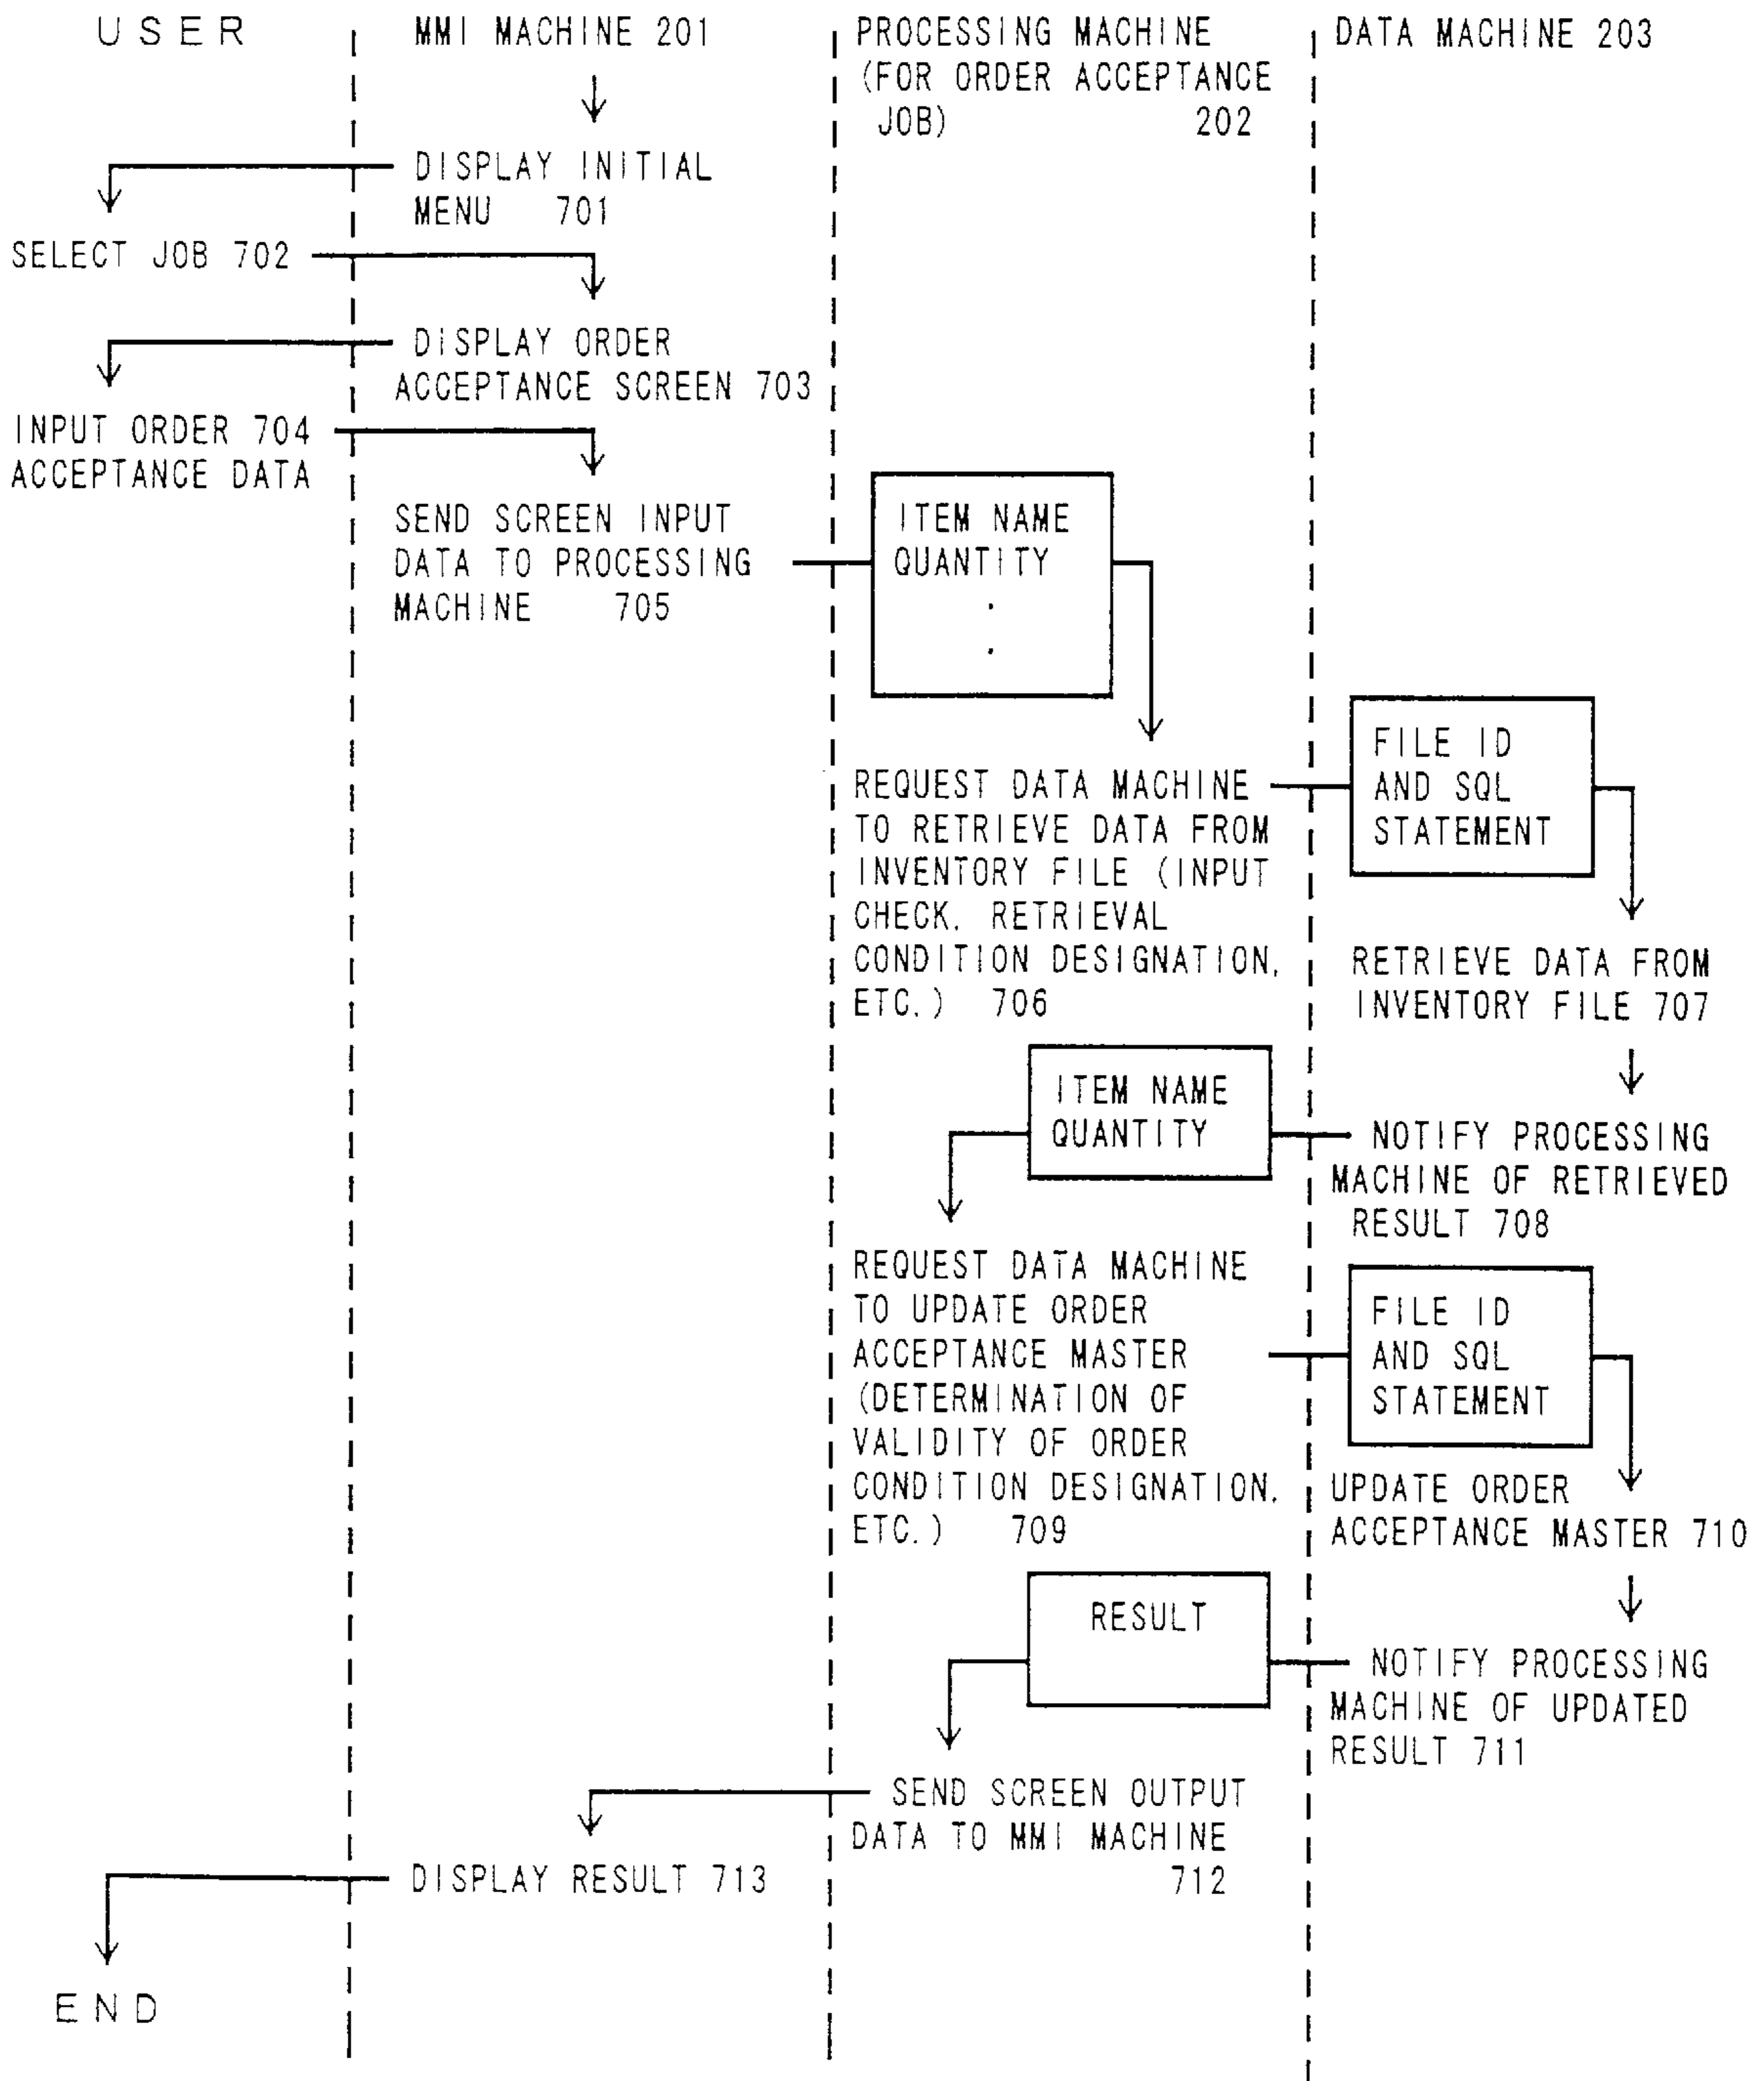 USER
MMI MACHINE 201
PROCESSING MACHINE
(FOR ORDER ACCEPTANCE
JOB) 202
DATA MACHINE 203
DISPLAY INITIAL
MENU 701
SELECT JOB 702
DISPLAY ORDER
ACCEPTANCE SCREEN 703
INPUT ORDER 704
ACCEPTANCE DATA
SEND SCREEN INPUT
DATA TO PROCESSING
MACHINE 705
ITEM NAME
QUANTITY
.
.
REQUEST DATA MACHINE
TO RETRIEVE DATA FROM
INVENTORY FILE (INPUT
CHECK, RETRIEVAL
CONDITION DESIGNATION,
ETC.) 706
FILE ID
AND SQL
STATEMENT
RETRIEVE DATA FROM
INVENTORY FILE 707
ITEM NAME
QUANTITY
NOTIFY PROCESSING
MACHINE OF RETRIEVED
RESULT 708
REQUEST DATA MACHINE
TO UPDATE ORDER
ACCEPTANCE MASTER
(DETERMINATION OF
VALIDITY OF ORDER
CONDITION DESIGNATION,
ETC.) 709
FILE ID
AND SQL
STATEMENT
UPDATE ORDER
ACCEPTANCE MASTER 710
RESULT
NOTIFY PROCESSING
MACHINE OF UPDATED
RESULT 711
SEND SCREEN OUTPUT
DATA TO MMI MACHINE
712
DISPLAY RESULT 713
END